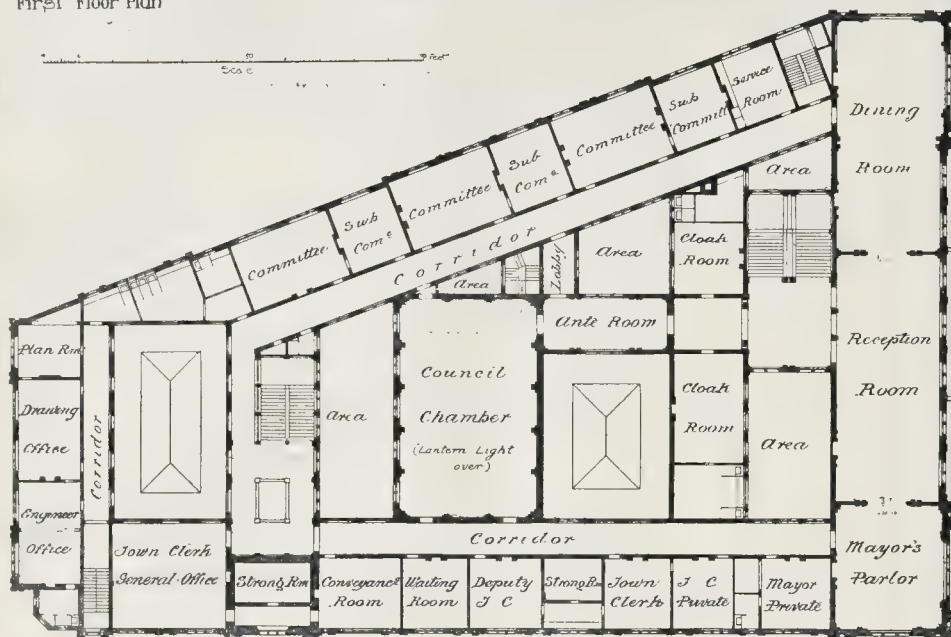 First Floor Plan
50
feet
Scale
Dining
Room
Service
Room
Sub
Committ
Committee
Sub
Com.e
Committee
Sub
Com.e
Committee
Corridor
Area
Cloak
Room
Area
Lobby
Area
Ante Room
Reception
Room
Plan Rm
Drawing
Office
Corridor
Engineer
Office
Area
Council
Chamber
(Lantern Light
over)
Cloak
Room
Area
Corridor
Town Clerk
General Office
Strong Rm
Conveyance
Room
Waiting
Room
Deputy
T C
Strong Rm
Town
Clerk
T C
Private
Mayor
Private
Mayor's
Parlor